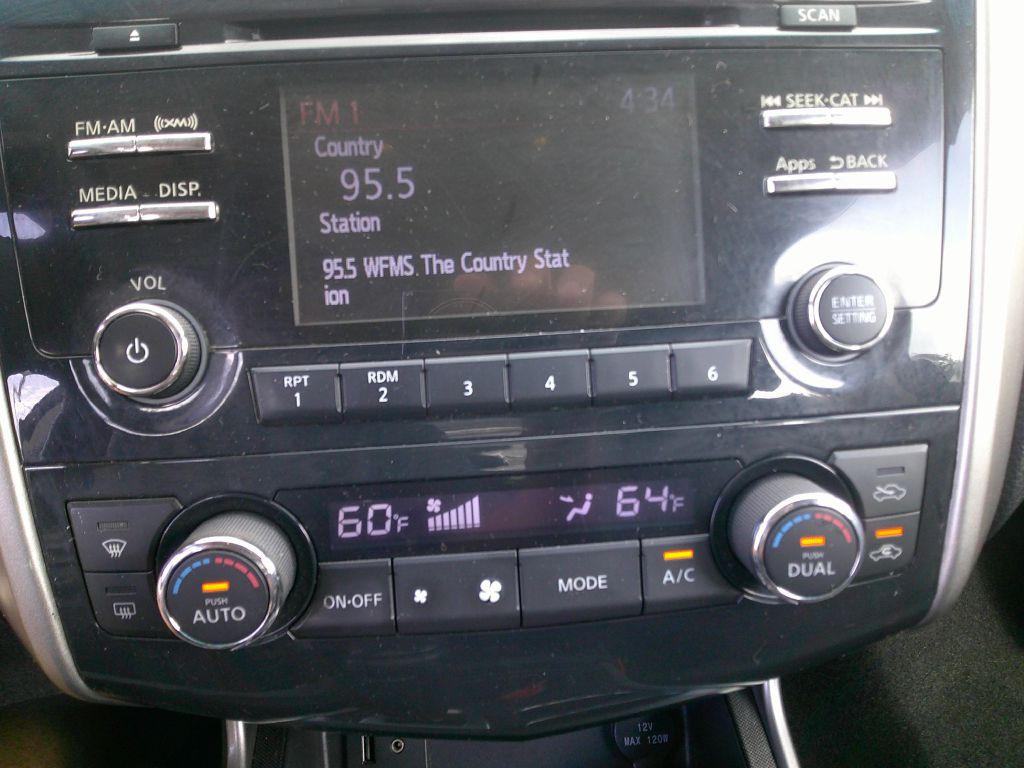 SCAN
FM 1 4:34
SEEK·CAT
FM·AM ((XM))
Country
95.5
Apps BACK
MEDIA DISP.
Station
95.5 WFMS. The Country Stat
ion
VOL
ENTER
SETTING
RPT
1
RDM
2
3
4
5
6
60°F
64°F
PUSH
AUTO
ON·OFF
MODE
A/C
PUSH
DUAL
12V
MAX 120W